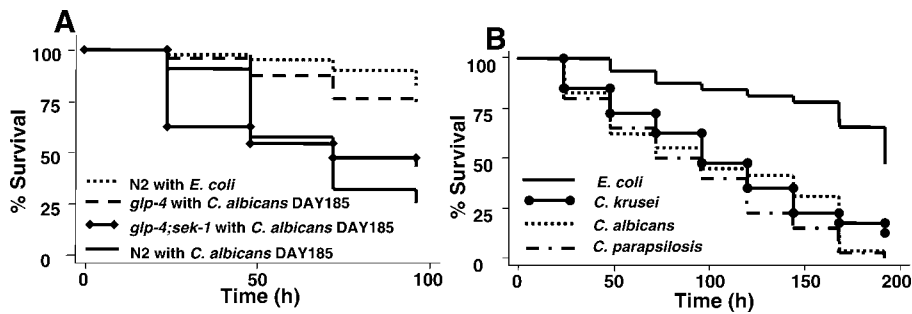 A
% Survival
100
75
50
25
0
N2 with E. coli
glp-4 with C. albicans DAY185
glp-4;sek-1 with C. albicans DAY185
N2 with C. albicans DAY185
0
50
100
Time (h)
B
% Survival
100
75
50
25
0
E. coli
C. krusei
C. albicans
C. parapsilosis
0
50
100
150
200
Time (h)